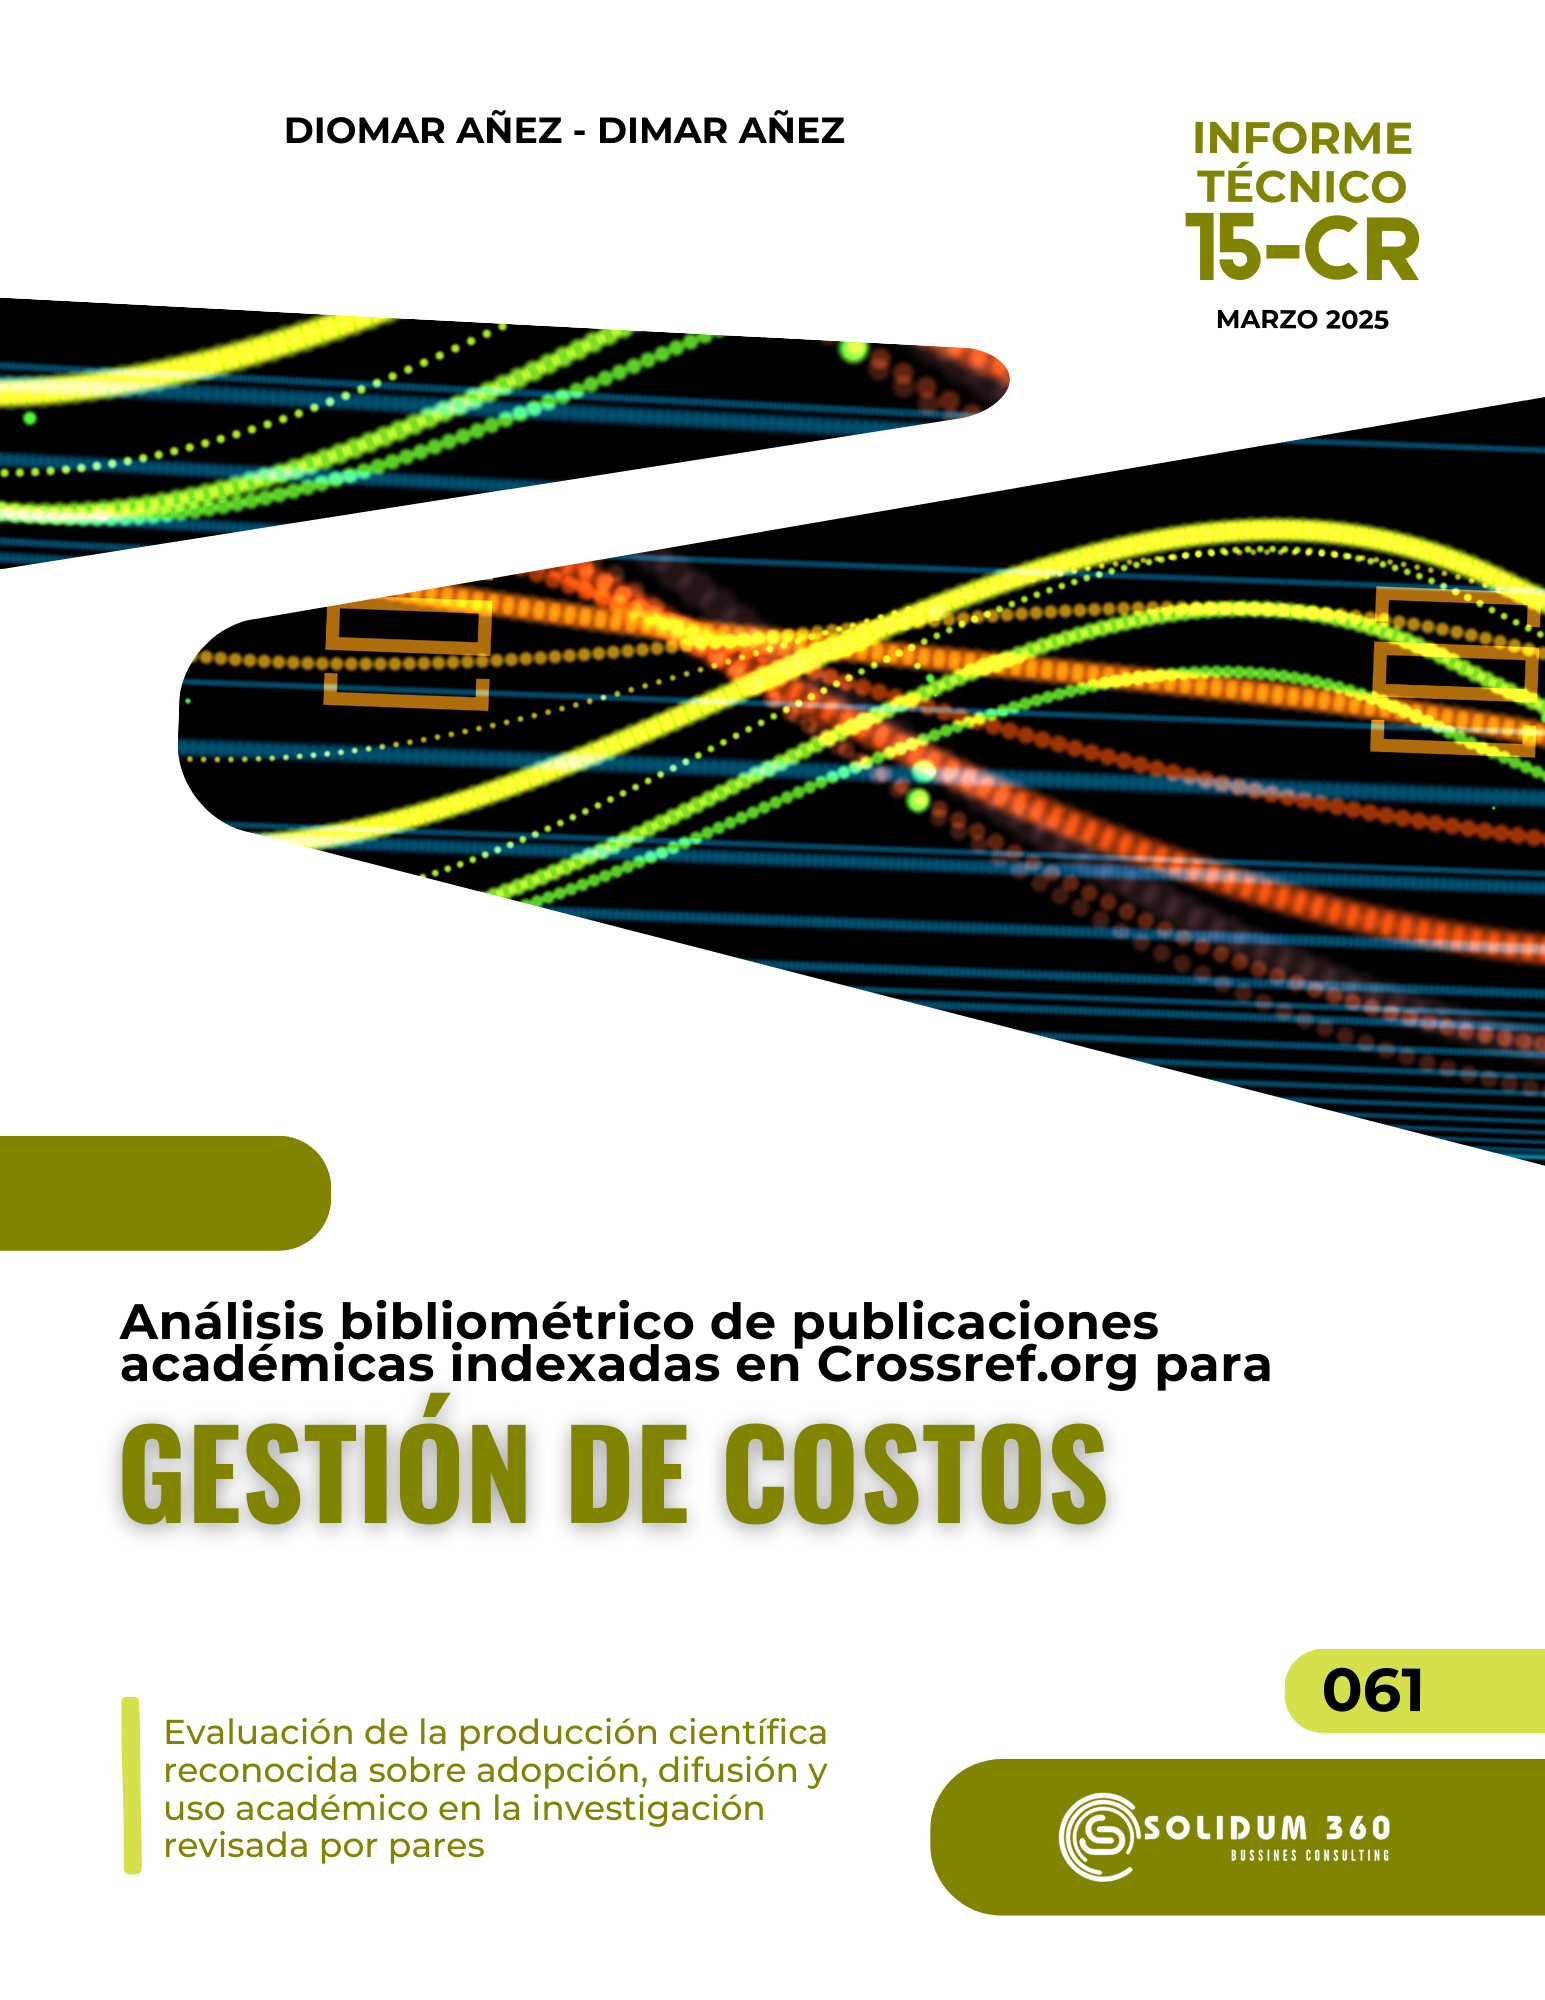 DIOMAR AÑEZ - DIMAR AÑEZ
INFORME
TÉCNICO
15-CR
MARZO 2025
Análisis bibliométrico de publicaciones
académicas indexadas en Crossref.org para
GESTIÓN DE COSTOS
061
Evaluación de la producción científica
reconocida sobre adopción, difusión y
uso académico en la investigación
revisada por pares
SOLIDUM 360
BUSSINES CONSULTING